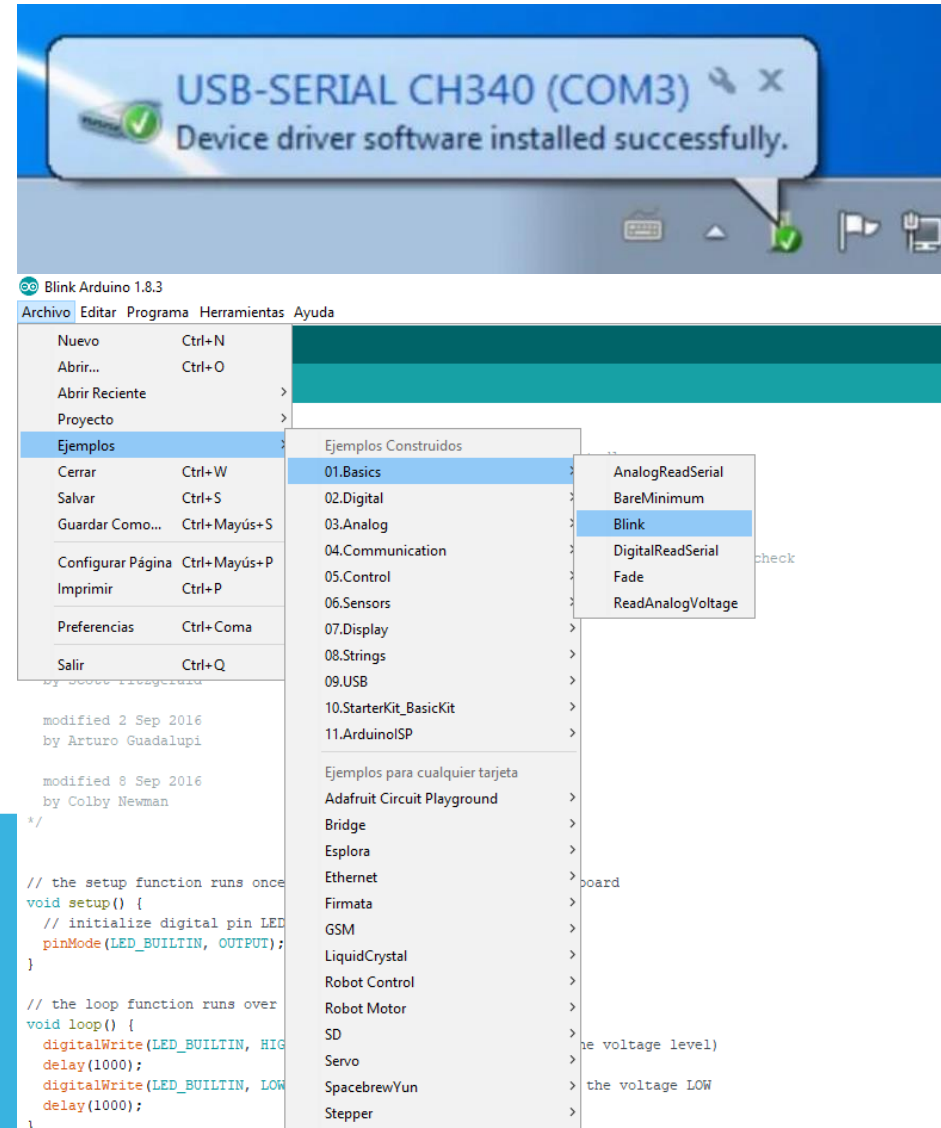 USB-SERIAL CH340 (COM3)
Device driver software installed successfully.
Blink Arduino 1.8.3
Archivo Editar Programa Herramientas Ayuda
Nuevo Ctrl+N
Abrir... Ctrl+O
Abrir Reciente
Proyecto
Ejemplos
Cerrar Ctrl+W
Salvar Ctrl+S
Guardar Como... Ctrl+Mayús+S
Configurar Página Ctrl+Mayús+P
Imprimir Ctrl+P
Preferencias Ctrl+Coma
Salir Ctrl+Q
Ejemplos Construidos
01.Basics
02.Digital
03.Analog
04.Communication
05.Control
06.Sensors
07.Display
08.Strings
09.USB
10.StarterKit_BasicKit
11.ArduinoISP
Ejemplos para cualquier tarjeta
Adafruit Circuit Playground
Bridge
Esplora
Ethernet
Firmata
GSM
LiquidCrystal
Robot Control
Robot Motor
SD
Servo
SpacebrewYun
Stepper
AnalogReadSerial
BareMinimum
Blink
DigitalReadSerial
Fade
ReadAnalogVoltage
check
by Scott Fitzgerald
modified 2 Sep 2016
by Arturo Guadalupi
modified 8 Sep 2016
by Colby Newman
*/
// the setup function runs once board
void setup() {
// initialize digital pin LED
pinMode(LED_BUILTIN, OUTPUT);
}
// the loop function runs over
void loop() {
digitalWrite(LED_BUILTIN, HIG he voltage level)
delay(1000);
digitalWrite(LED_BUILTIN, LOW the voltage LOW
delay(1000);
}